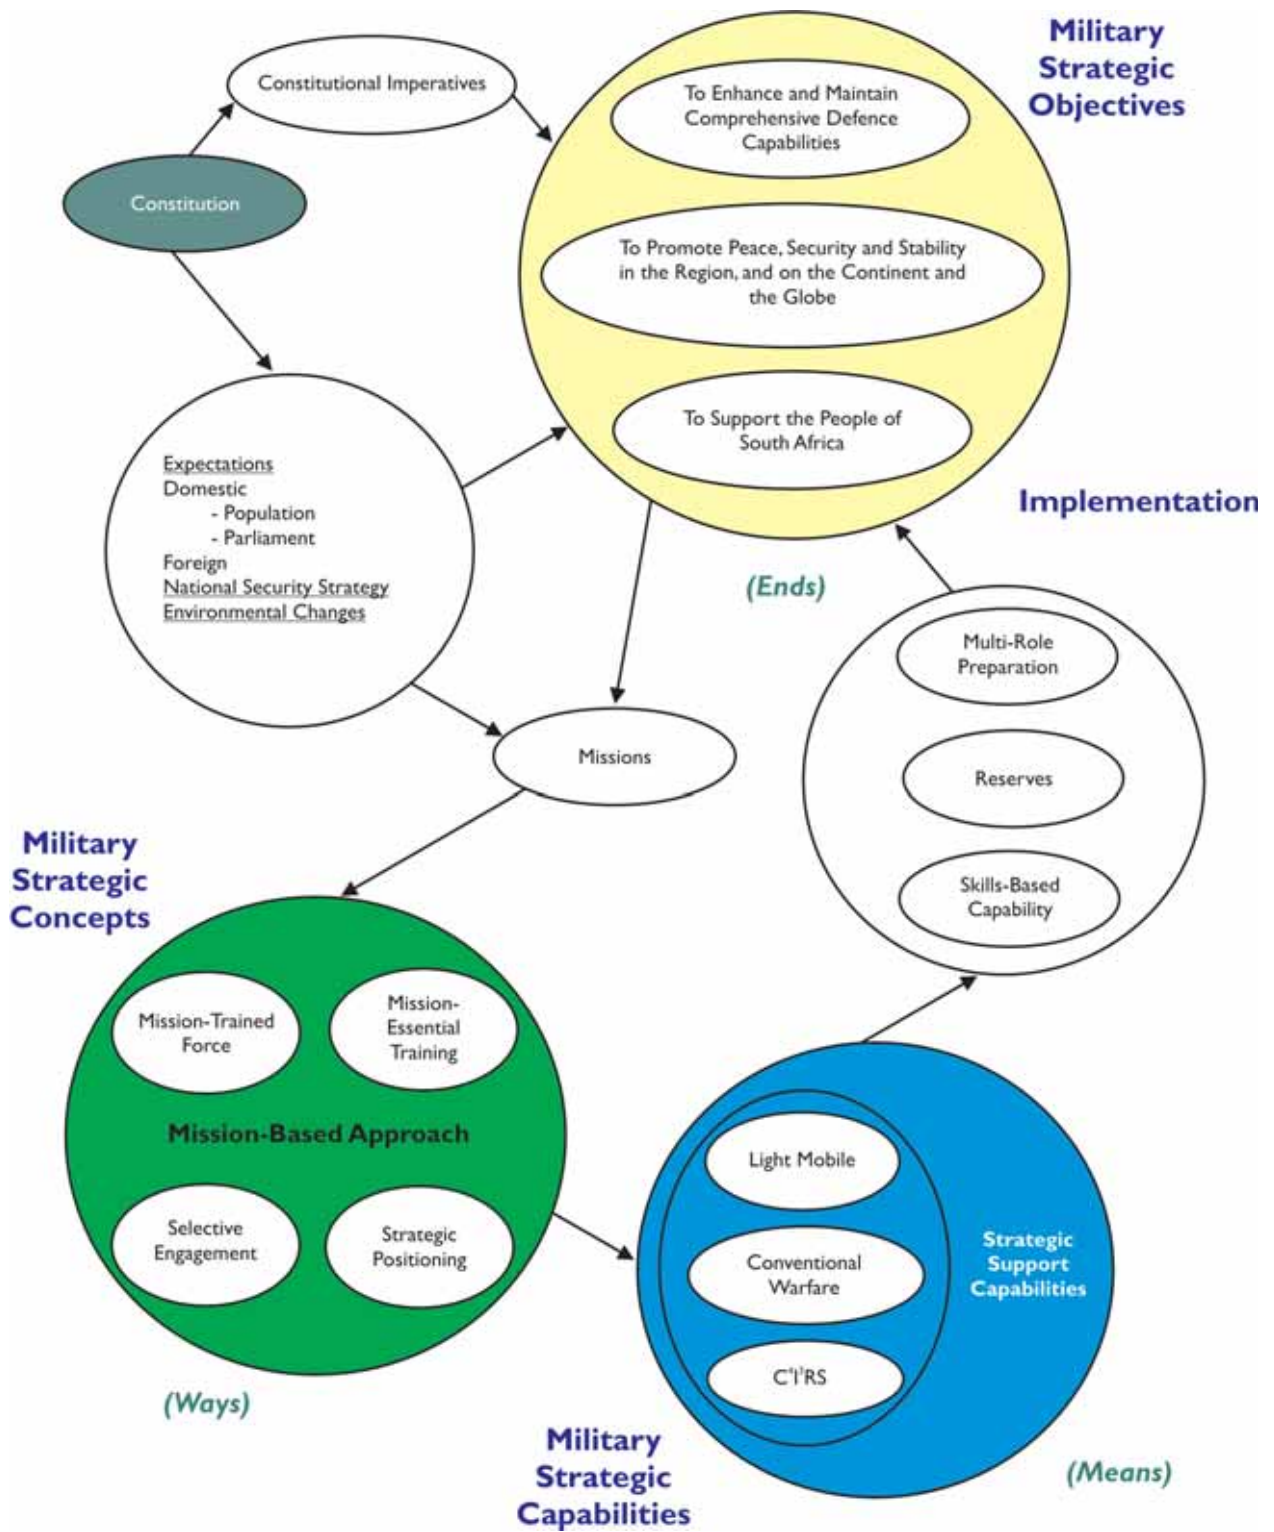 Military
Strategic
Objectives
Constitutional Imperatives
To Enhance and Maintain
Comprehensive Defence
Capabilities
Constitution
To Promote Peace, Security and Stability
in the Region, and on the Continent and
the Globe
To Support the People of
South Africa
Expectations
Domestic
- Population
- Parliament
Foreign
National Security Strategy
Environmental Changes
Implementation
(Ends)
Multi-Role
Preparation
Reserves
Skills-Based
Capability
Missions
Military
Strategic
Concepts
Mission-Trained
Force
Mission-
Essential
Training
Mission-Based Approach
Selective
Engagement
Strategic
Positioning
(Ways)
Light Mobile
Conventional
Warfare
C⁴I³RS
Strategic
Support
Capabilities
Military
Strategic
Capabilities
(Means)